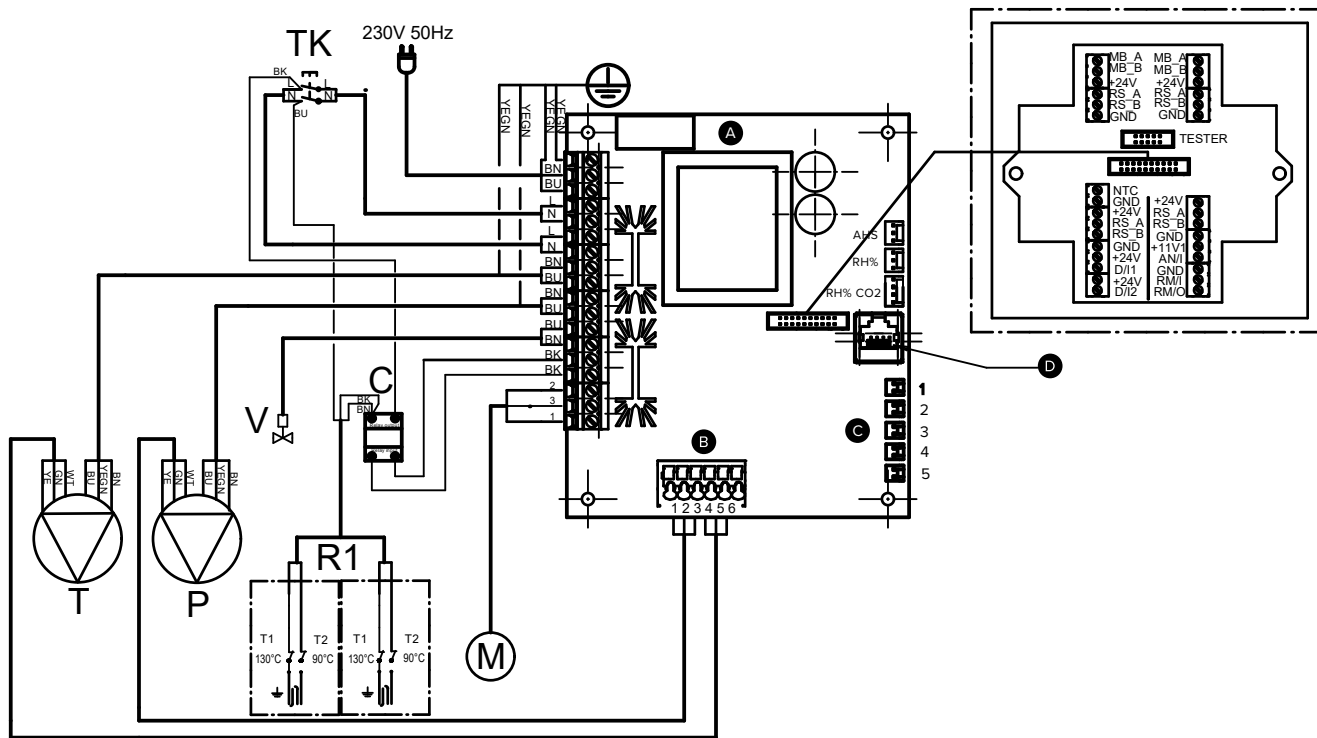 TK
230V 50Hz
BK
L
L
N
N
BU
YEGN
YEGN
YEGN
YEGN
A
BN
BU
L
N
L
N
BN
BU
BN
BU
BU
BN
BK
BK
2
3
1
AHS
RH%
RH% CO2
D
1
2
3
4
5
C
B
1 2 3 4 5 6
C
BK
BN
V
YE
GN
WT
BU
YEGN
BN
YE
GN
WT
BU
YEGN
BN
T
P
R1
T1
T2
130°C
90°C
T1
T2
130°C
90°C
M
MB_A
MB_B
+24V
RS_A
RS_B
GND
MB_A
MB_B
+24V
RS_A
RS_B
GND
TESTER
NTC
GND
+24V
RS_A
RS_B
GND
+24V
D/I1
+24V
D/I2
+24V
RS_A
RS_B
GND
+11V1
AN/I
GND
RM/I
RM/O